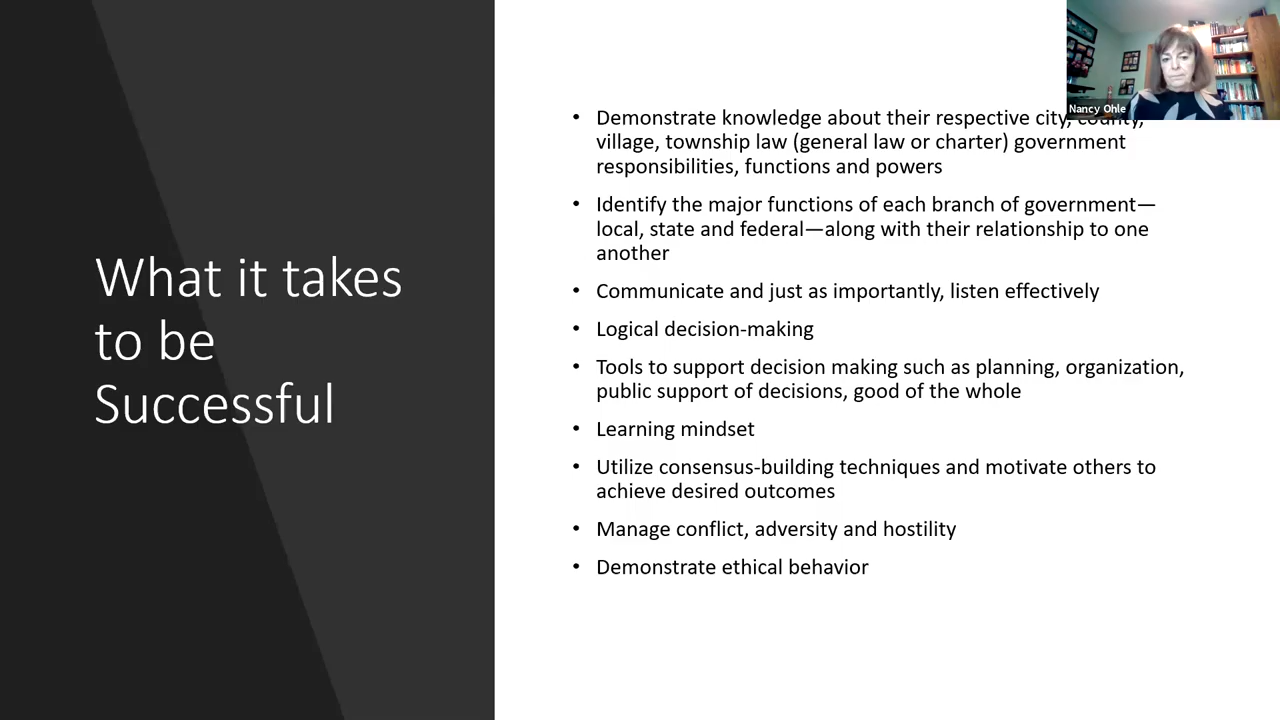 Nancy Ohle
What it takes
to be
Successful
• Demonstrate knowledge about their respective city, county,
village, township law (general law or charter) government
responsibilities, functions and powers
• Identify the major functions of each branch of government—
local, state and federal—along with their relationship to one
another
• Communicate and just as importantly, listen effectively
• Logical decision-making
• Tools to support decision making such as planning, organization,
public support of decisions, good of the whole
• Learning mindset
• Utilize consensus-building techniques and motivate others to
achieve desired outcomes
• Manage conflict, adversity and hostility
• Demonstrate ethical behavior